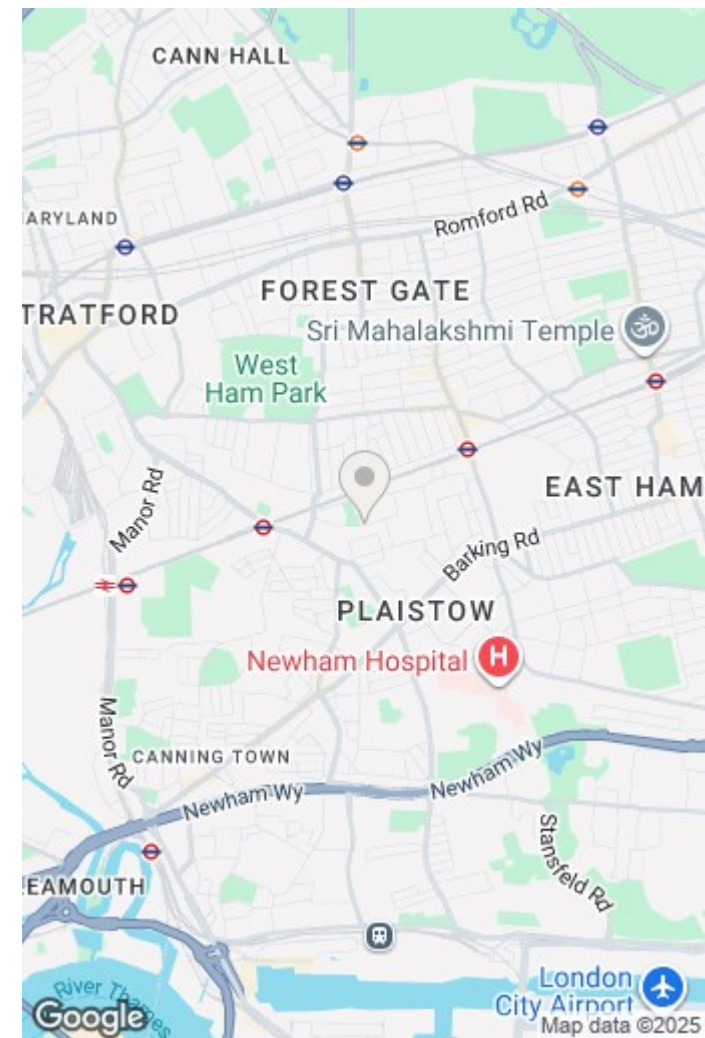 CANN HALL
Romford Rd
ARYLAND
FOREST GATE
TRATFORD
Sri Mahalakshmi Temple
West
Ham Park
EAST HAM
Manor Rd
Barking Rd
PLAISTOW
Newham Hospital
H
Manor Rd
CANNING TOWN
Newham Wy
Newham Wy
Stansfeld Rd
EAMOUTH
River Thames
London
City Airport
Google
Map data ©2025